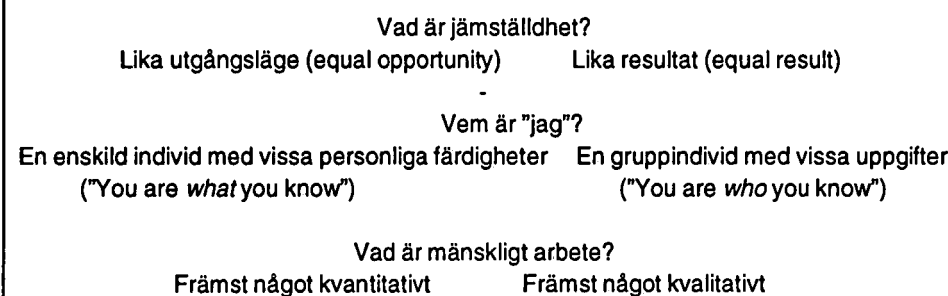 Vad är jämställdhet?
Lika utgångsläge (equal opportunity) Lika resultat (equal result)
-
Vem är "jag"?
En enskild individ med vissa personliga färdigheter En gruppindivid med vissa uppgifter
("You are what you know") ("You are who you know")
Vad är mänskligt arbete?
Främst något kvantitativt Främst något kvalitativt